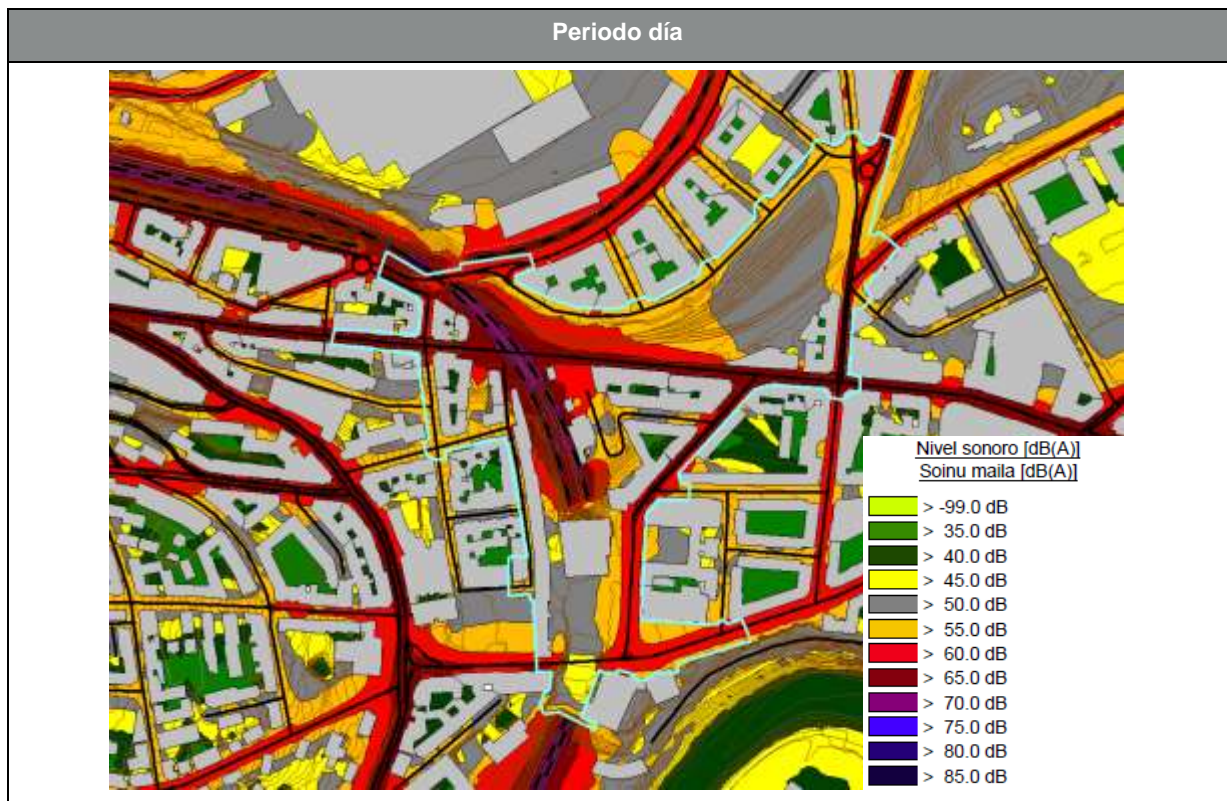 Periodo día
Nivel sonoro [dB(A)]
Soinu maila [dB(A)]
> -99.0 dB
> 35.0 dB
> 40.0 dB
> 45.0 dB
> 50.0 dB
> 55.0 dB
> 60.0 dB
> 65.0 dB
> 70.0 dB
> 75.0 dB
> 80.0 dB
> 85.0 dB